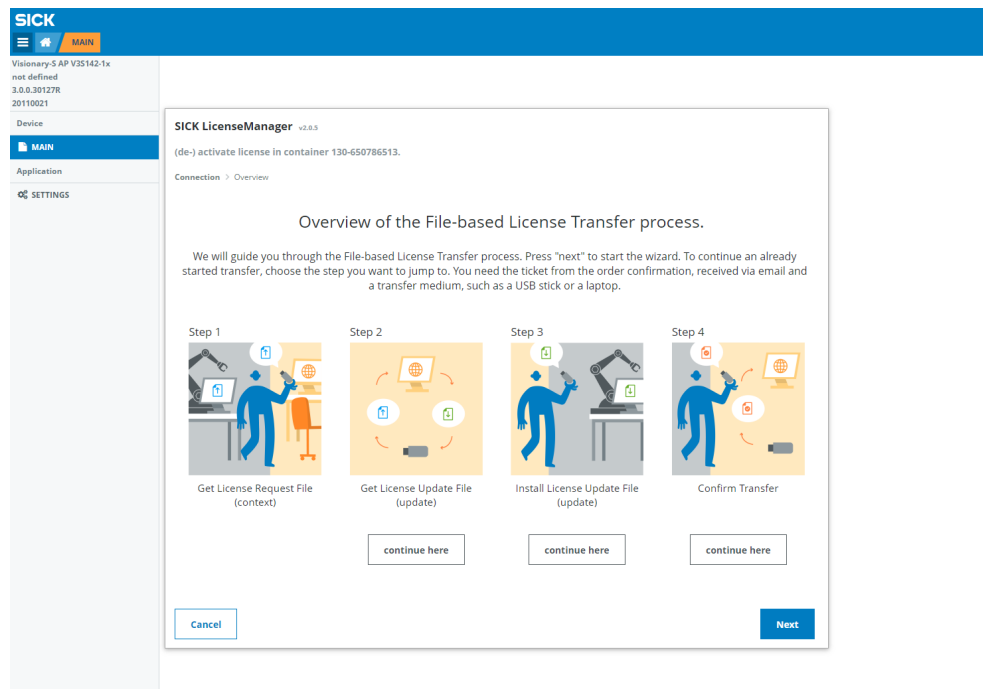 SICK
MAIN
Visionary-S AP V3S142-1x
not defined
3.0.0.30127R
20110021
Device
MAIN
Application
SETTINGS
SICK LicenseManager v2.0.5
(de-) activate license in container 130-650786513.
Connection > Overview
Overview of the File-based License Transfer process.
We will guide you through the File-based License Transfer process. Press "next" to start the wizard. To continue an already
started transfer, choose the step you want to jump to. You need the ticket from the order confirmation, received via email and
a transfer medium, such as a USB stick or a laptop.
Step 1
Step 2
Step 3
Step 4
Get License Request File
(context)
Get License Update File
(update)
Install License Update File
(update)
Confirm Transfer
continue here
continue here
continue here
Cancel
Next